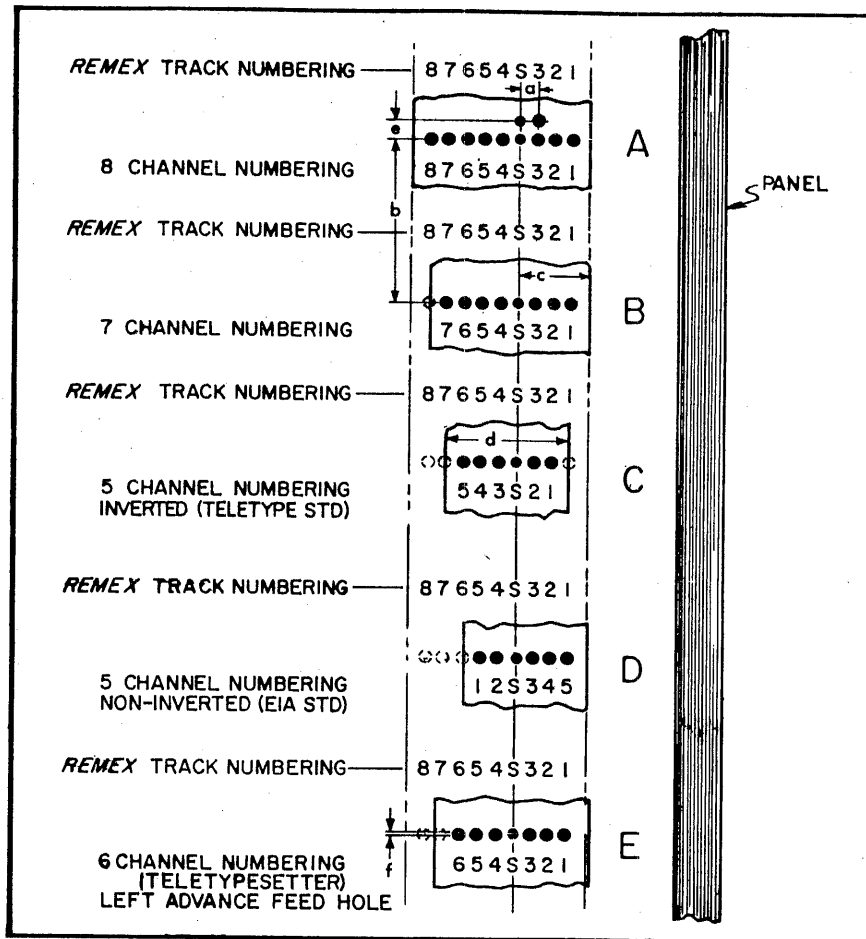 REMEX TRACK NUMBERING 87654S321
a
e
A
8 CHANNEL NUMBERING 87654S321
PANEL
b
REMEX TRACK NUMBERING 87654S321
c
B
7 CHANNEL NUMBERING 7654S321
REMEX TRACK NUMBERING 87654S321
d
C
5 CHANNEL NUMBERING 543S21
INVERTED (TELETYPE STD)
REMEX TRACK NUMBERING 87654S321
D
5 CHANNEL NUMBERING 12S345
NON-INVERTED (EIA STD)
REMEX TRACK NUMBERING 87654S321
E
6 CHANNEL NUMBERING 654S321
f
(TELETYPESETTER)
LEFT ADVANCE FEED HOLE